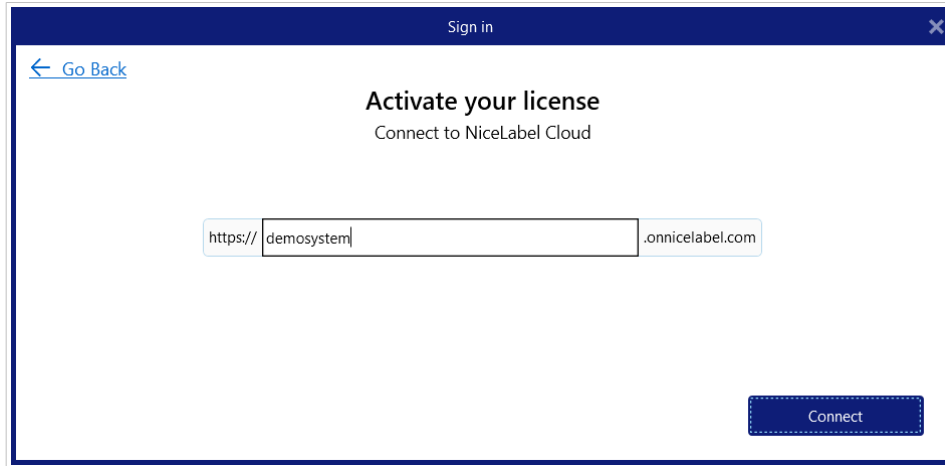 Sign in
Go Back
Activate your license
Connect to NiceLabel Cloud
https:// demosystem .onnicelabel.com
Connect